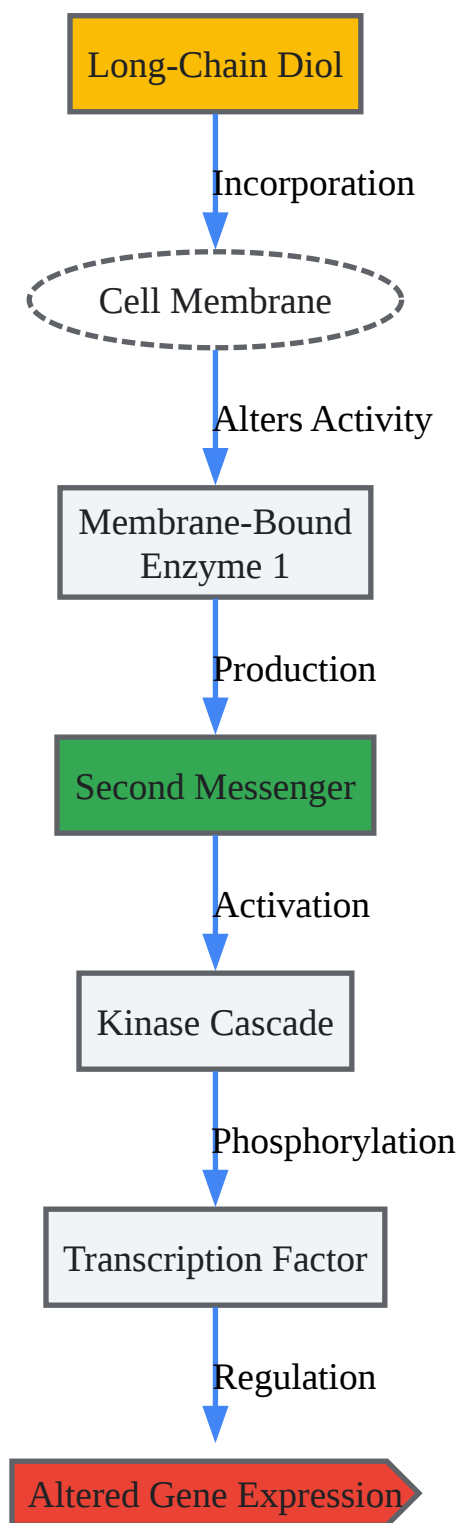 Long-Chain Diol
Incorporation
Cell Membrane
Alters Activity
Membrane-Bound
Enzyme 1
Production
Second Messenger
Activation
Kinase Cascade
Phosphorylation
Transcription Factor
Regulation
Altered Gene Expression